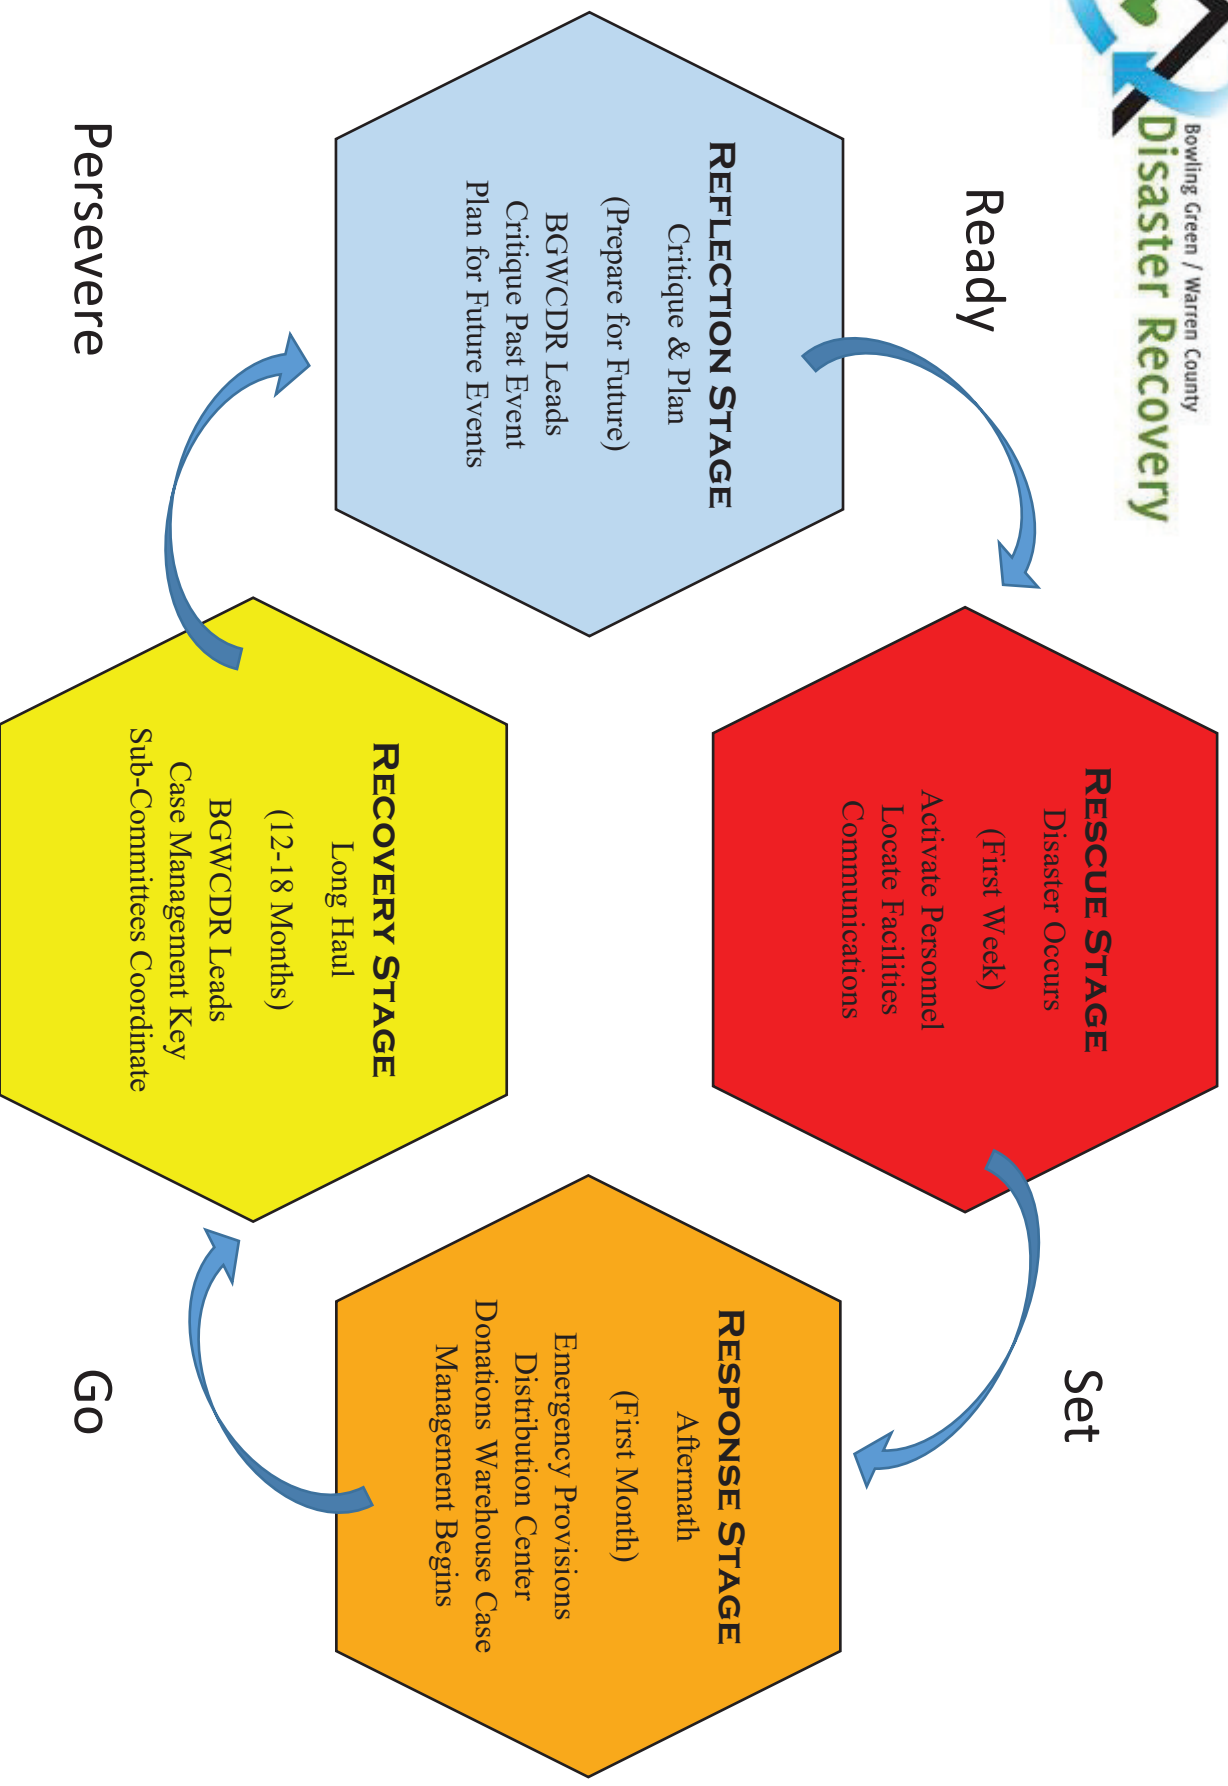 Bowling Green / Warren County
Disaster Recovery
Ready
RESCUE STAGE
Disaster Occurs
(First Week)
Activate Personnel
Locate Facilities
Communications
Set
REFLECTION STAGE
Critique & Plan
(Prepare for Future)
BGWCDR Leads
Critique Past Event
Plan for Future Events
RESPONSE STAGE
Aftermath
(First Month)
Emergency Provisions
Distribution Center
Donations Warehouse Case
Management Begins
RECOVERY STAGE
Long Haul
(12-18 Months)
BGWCDR Leads
Case Management Key
Sub-Committees Coordinate
Persevere
Go